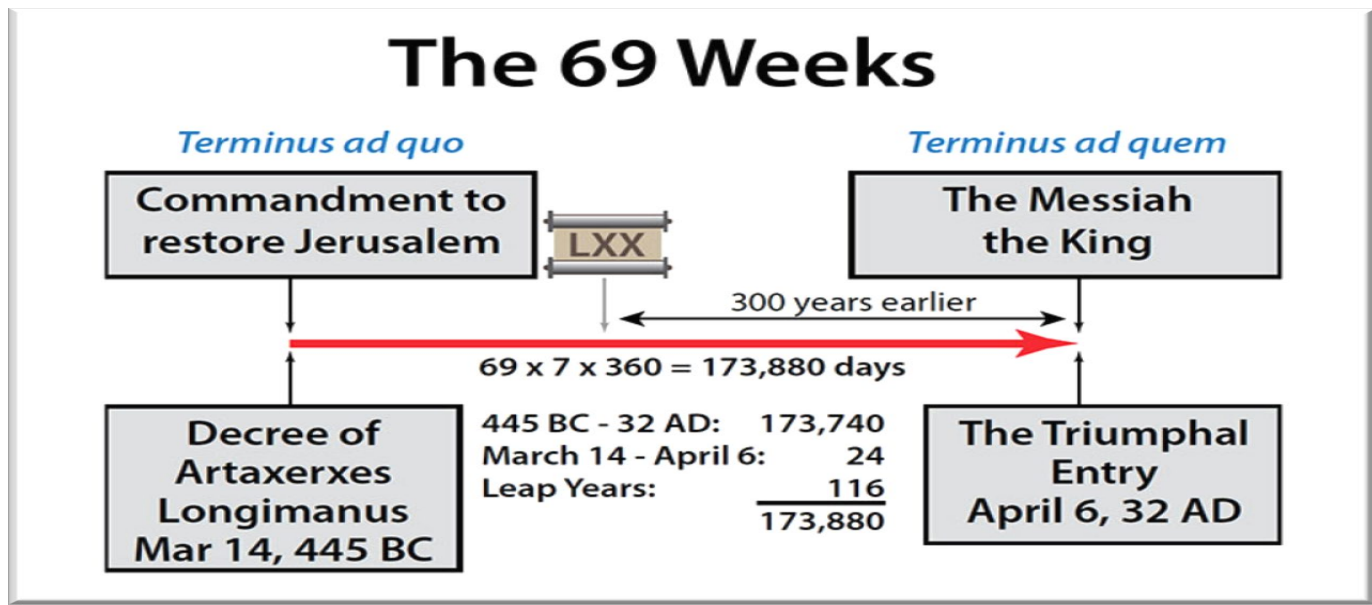 The 69 Weeks
Terminus ad quo
Terminus ad quem
Commandment to
restore Jerusalem
LXX
The Messiah
the King
300 years earlier
69 x 7 x 360 = 173,880 days
Decree of
Artaxerxes
Longimanus
Mar 14, 445 BC
445 BC - 32 AD: 173,740
March 14 - April 6: 24
Leap Years: 116
173,880
The Triumphal
Entry
April 6, 32 AD